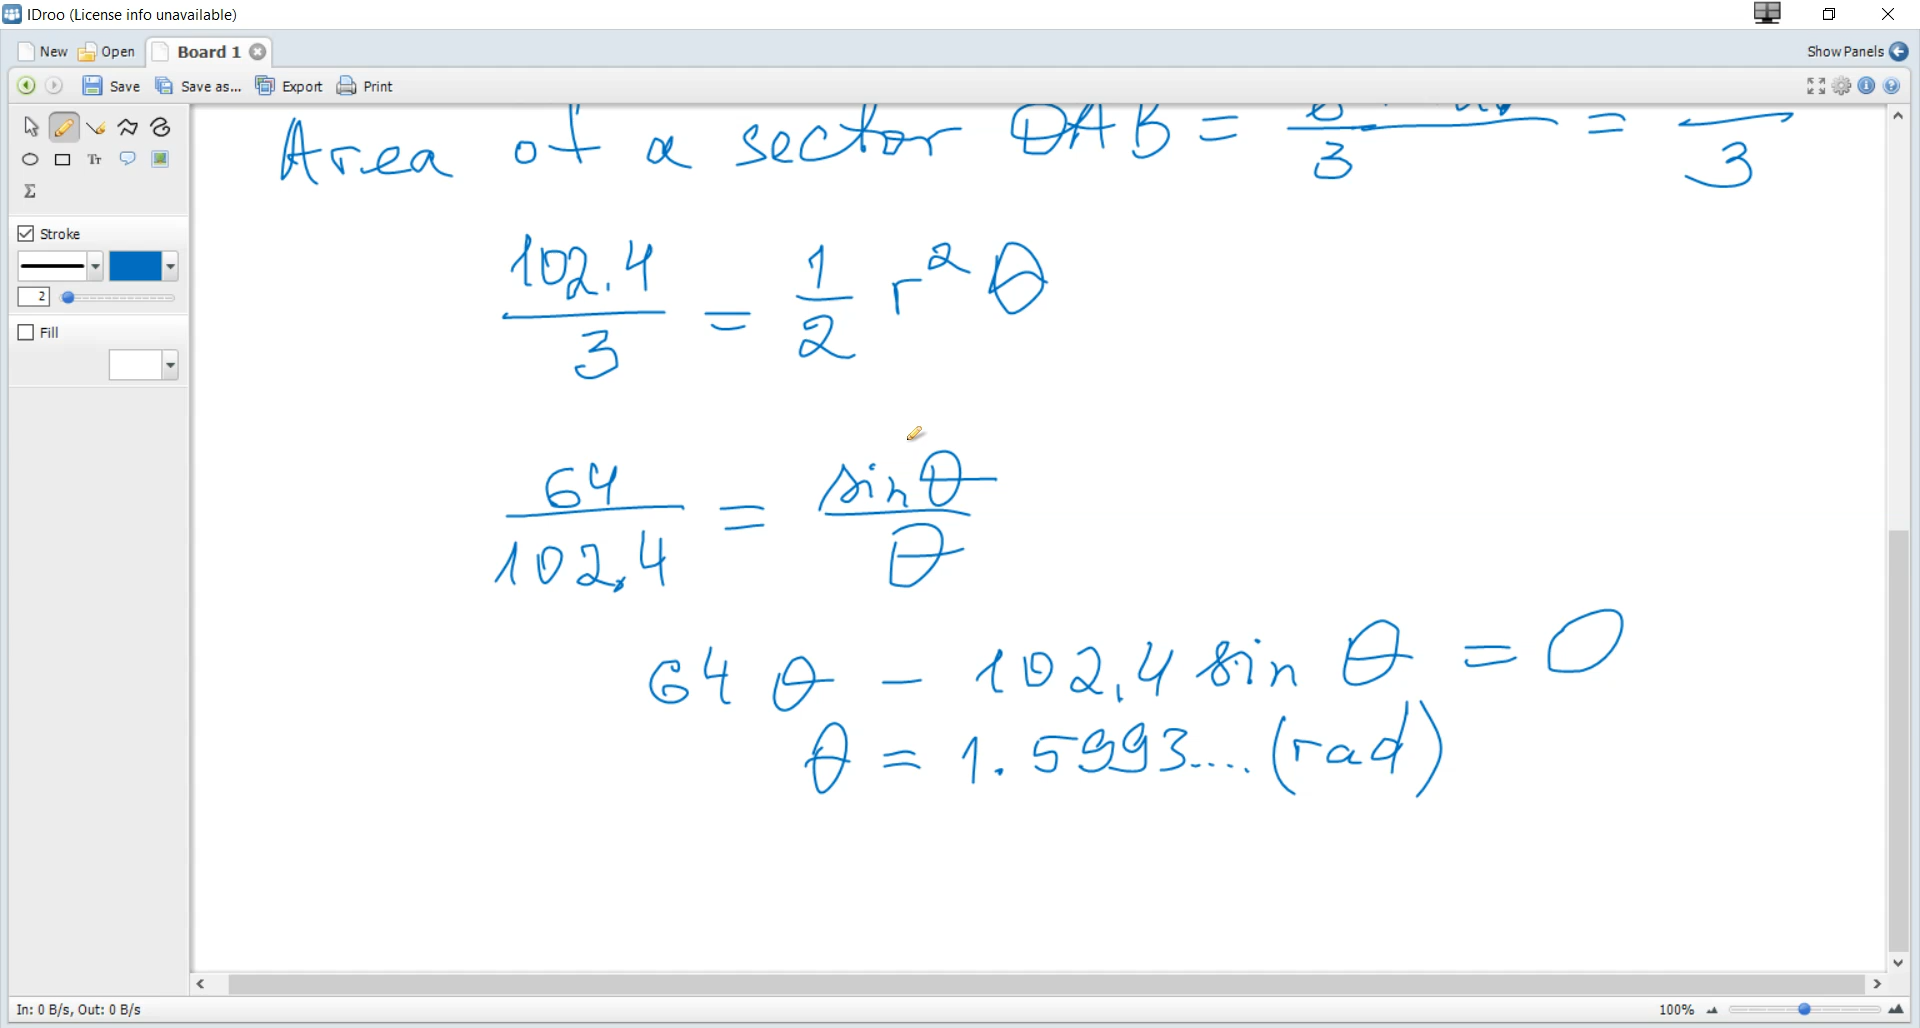 IDroo (License info unavailable)
New Open Board 1 Show Panels
Save Save as... Export Print
Tr
Σ
Stroke
2
Fill
Area of a sector OAB = — / 3 = — / 3
102.4 / 3 = 1/2 r² θ
64 / 102.4 = sin θ / θ
64 θ − 102.4 sin θ = 0
θ = 1.5993.... (rad)
In: 0 B/s, Out: 0 B/s 100%